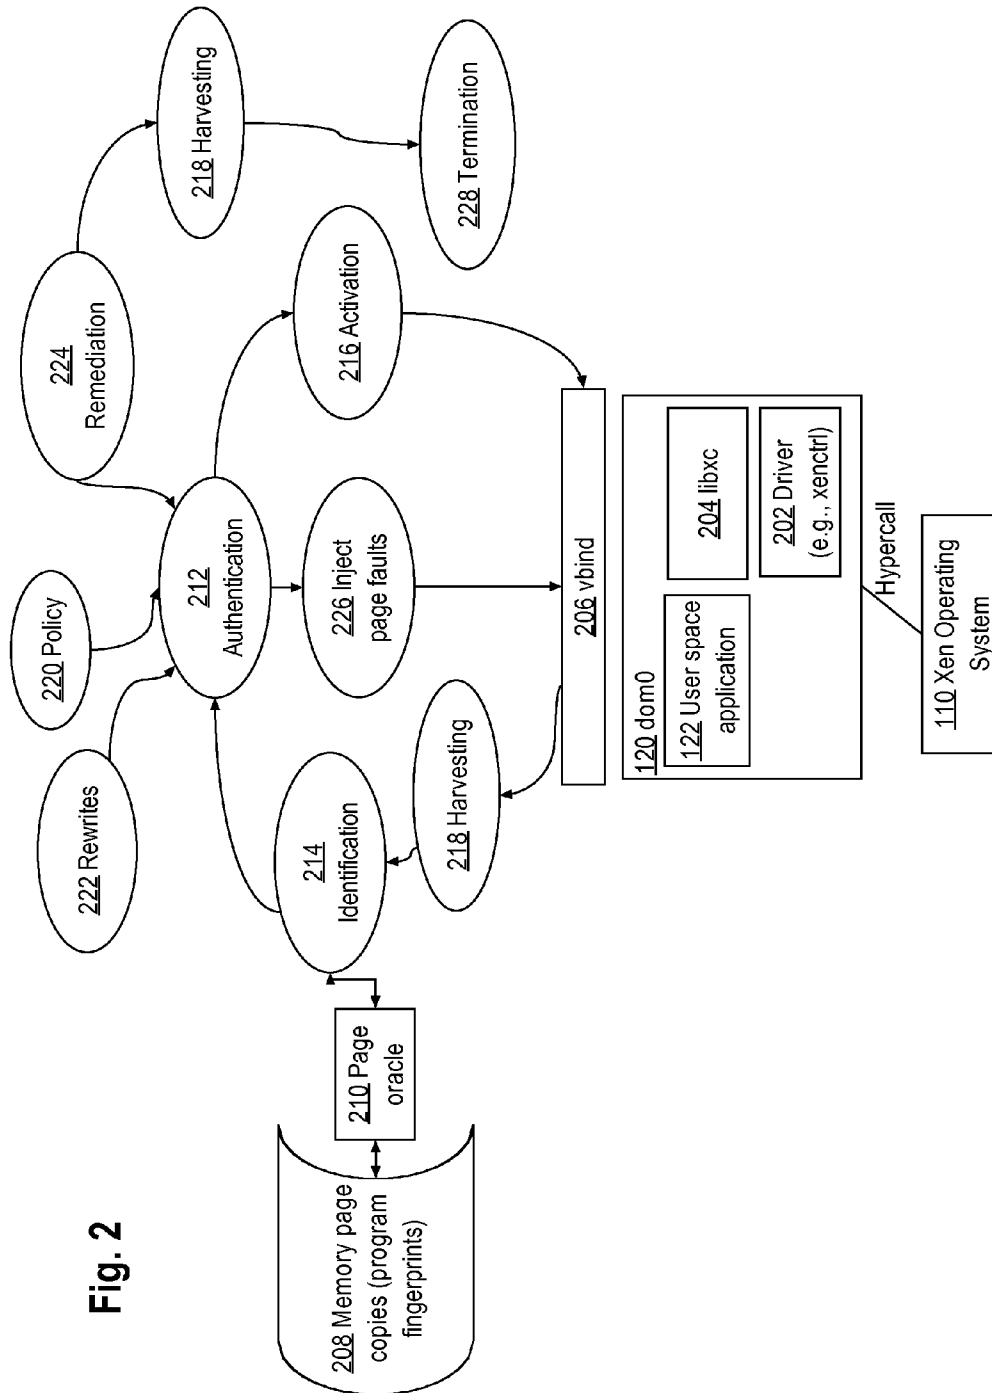 Fig. 2
208 Memory page
copies (program
fingerprints)
210 Page
oracle
222 Rewrites
220 Policy
224
Remediation
218 Harvesting
228 Termination
214
Identification
212
Authentication
226 Inject
page faults
216 Activation
218 Harvesting
206 vbind
120 dom0
122 User space
application
204 libxc
202 Driver
(e.g., xenctrl)
Hypercall
110 Xen Operating
System